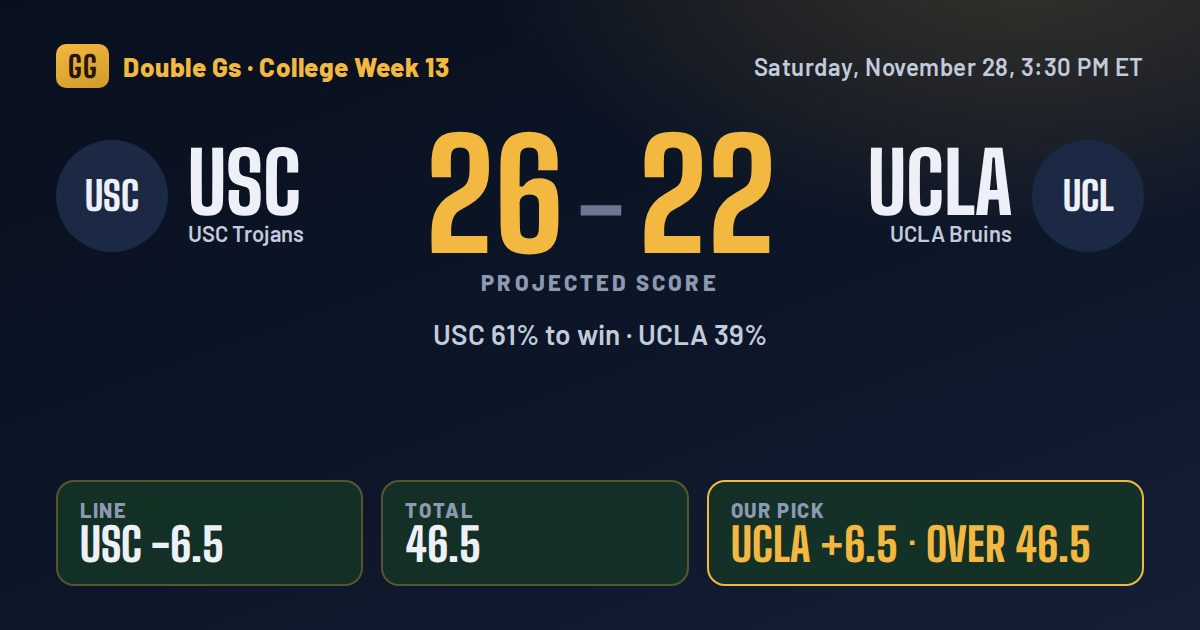 GG
Double Gs · College Week 13
Saturday, November 28, 3:30 PM ET
USC
USC
USC Trojans
26 – 22
PROJECTED SCORE
USC 61% to win · UCLA 39%
UCLA
UCLA Bruins
UCL
LINE
USC −6.5
TOTAL
46.5
OUR PICK
UCLA +6.5 · OVER 46.5